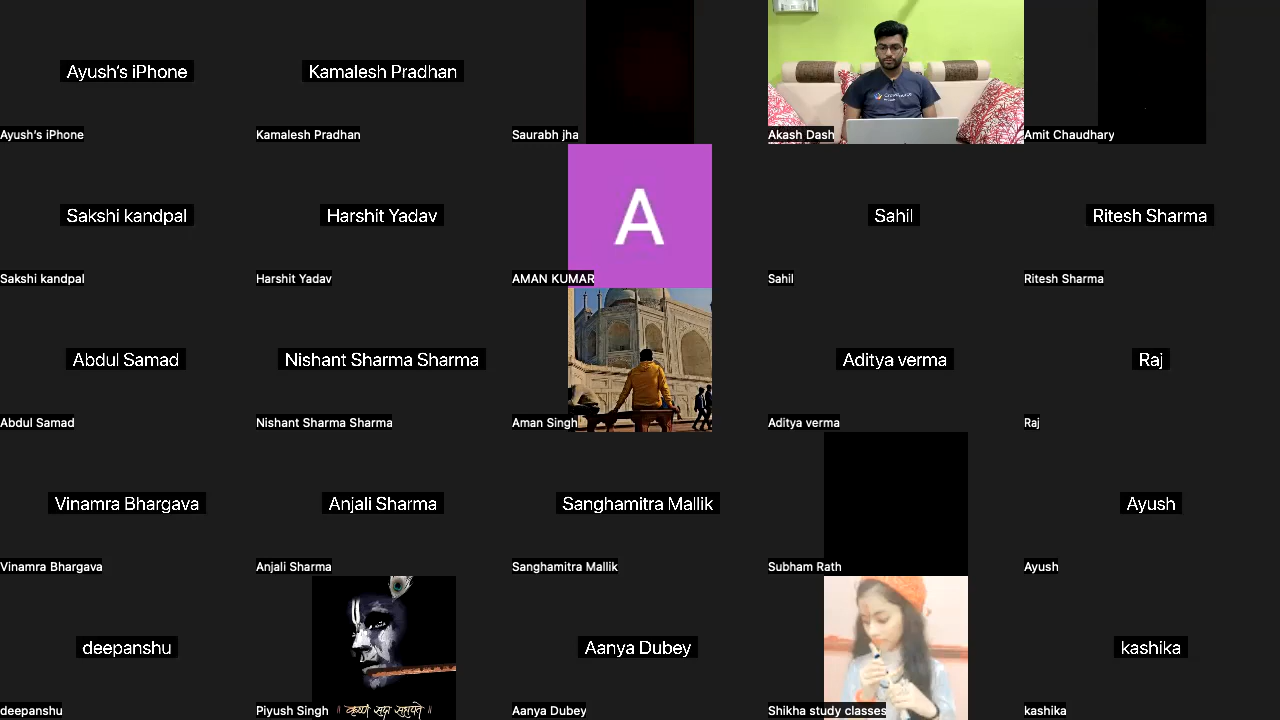 Ayush's iPhone
Kamalesh Pradhan
Ayush's iPhone
Kamalesh Pradhan
Saurabh jha
Akash Dash
Amit Chaudhary
Sakshi kandpal
Harshit Yadav
A
Sahil
Ritesh Sharma
Sakshi kandpal
Harshit Yadav
AMAN KUMAR
Sahil
Ritesh Sharma
Abdul Samad
Nishant Sharma Sharma
Aditya verma
Raj
Abdul Samad
Nishant Sharma Sharma
Aman Singh
Aditya verma
Raj
Vinamra Bhargava
Anjali Sharma
Sanghamitra Mallik
Ayush
Vinamra Bhargava
Anjali Sharma
Sanghamitra Mallik
Subham Rath
Ayush
deepanshu
Aanya Dubey
kashika
deepanshu
Piyush Singh
Aanya Dubey
Shikha study classes
kashika